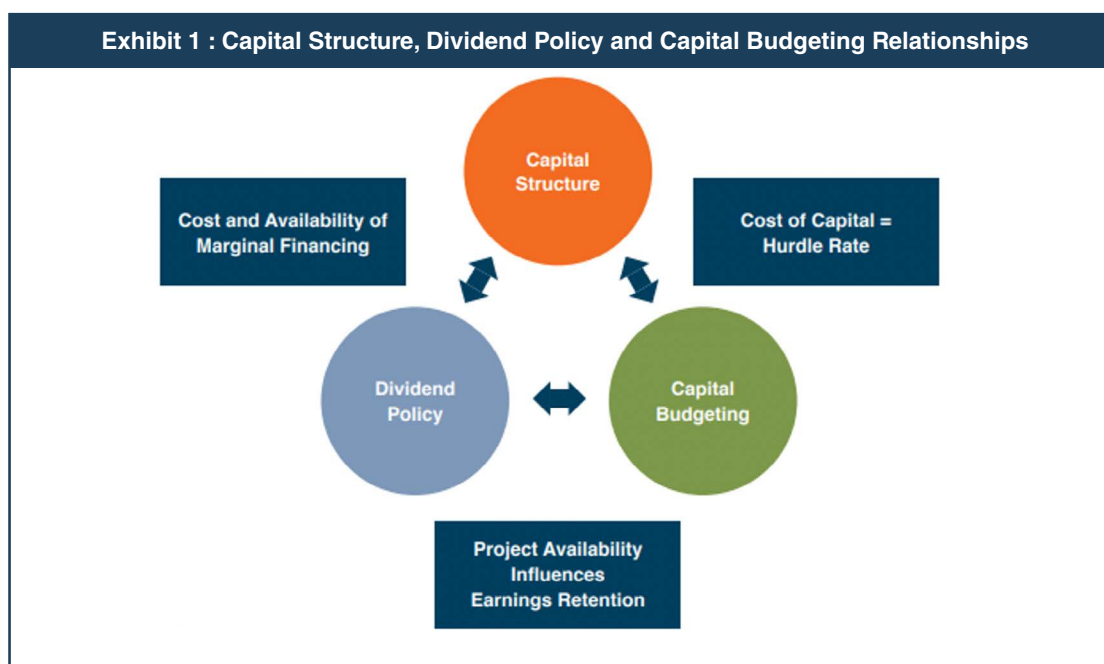 Exhibit 1 : Capital Structure, Dividend Policy and Capital Budgeting Relationships
Capital
Structure
Cost and Availability of
Marginal Financing
Cost of Capital =
Hurdle Rate
Dividend
Policy
Capital
Budgeting
Project Availability
Influences
Earnings Retention